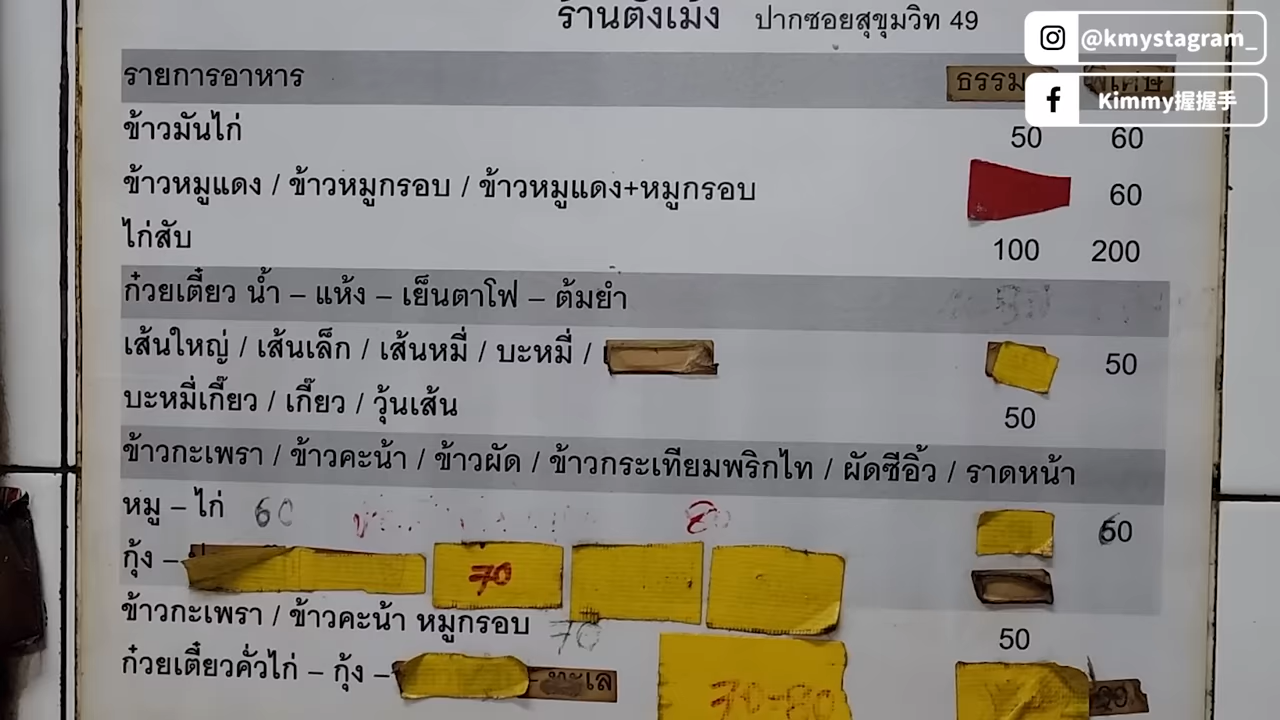 ร้านตงเม้ง ปากซอยสุขุมวิท 49
@kmystagram_
รายการอาหาร
Kimmy握握手
ข้าวมันไก่ 50 60
ข้าวหมูแดง / ข้าวหมูกรอบ / ข้าวหมูแดง+หมูกรอบ 60
ไก่สับ 100 200
ก๋วยเตี๋ยว น้ำ – แห้ง – เย็นตาโฟ – ต้มยำ
เส้นใหญ่ / เส้นเล็ก / เส้นหมี่ / บะหมี่ / 50
บะหมี่เกี๊ยว / เกี๊ยว / วุ้นเส้น 50
ข้าวกะเพรา / ข้าวคะน้า / ข้าวผัด / ข้าวกระเทียมพริกไท / ผัดซีอิ้ว / ราดหน้า
หมู – ไก่ 60 60
กุ้ง – 70
ข้าวกะเพรา / ข้าวคะน้า หมูกรอบ 70 50
ก๋วยเตี๋ยวคั่วไก่ – กุ้ง – 70-80